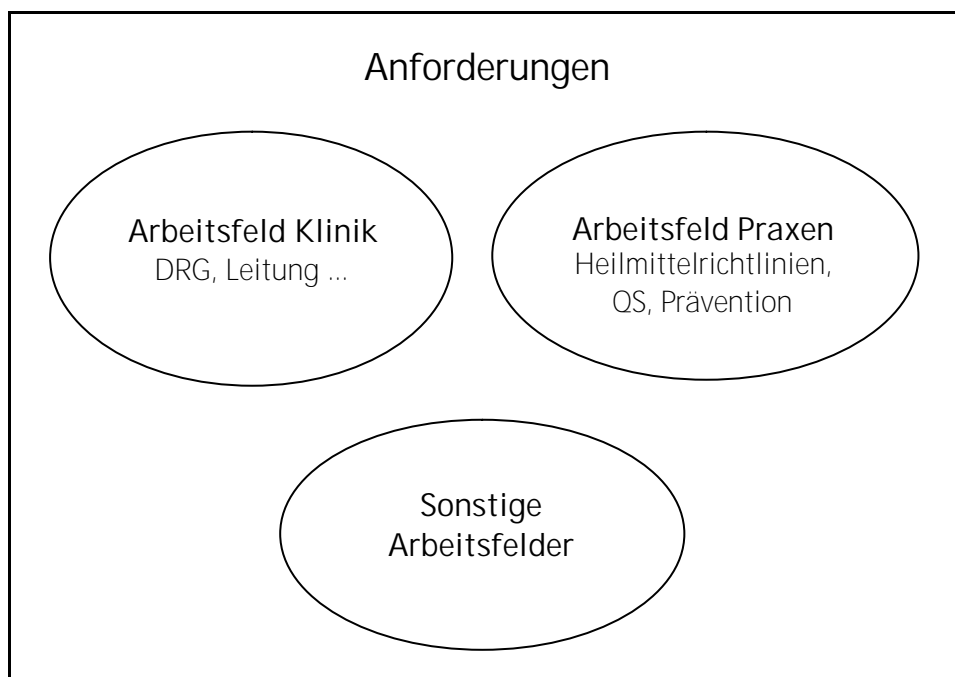 Anforderungen
Arbeitsfeld Klinik
DRG, Leitung ...
Arbeitsfeld Praxen
Heilmittelrichtlinien,
QS, Prävention
Sonstige
Arbeitsfelder